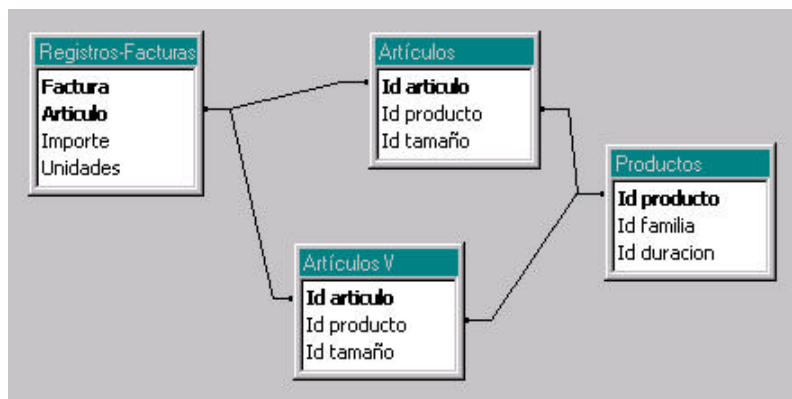 Registros-Facturas
Factura
Articulo
Importe
Unidades
Artículos
Id articulo
Id producto
Id tamaño
Productos
Id producto
Id familia
Id duracion
Artículos V
Id articulo
Id producto
Id tamaño